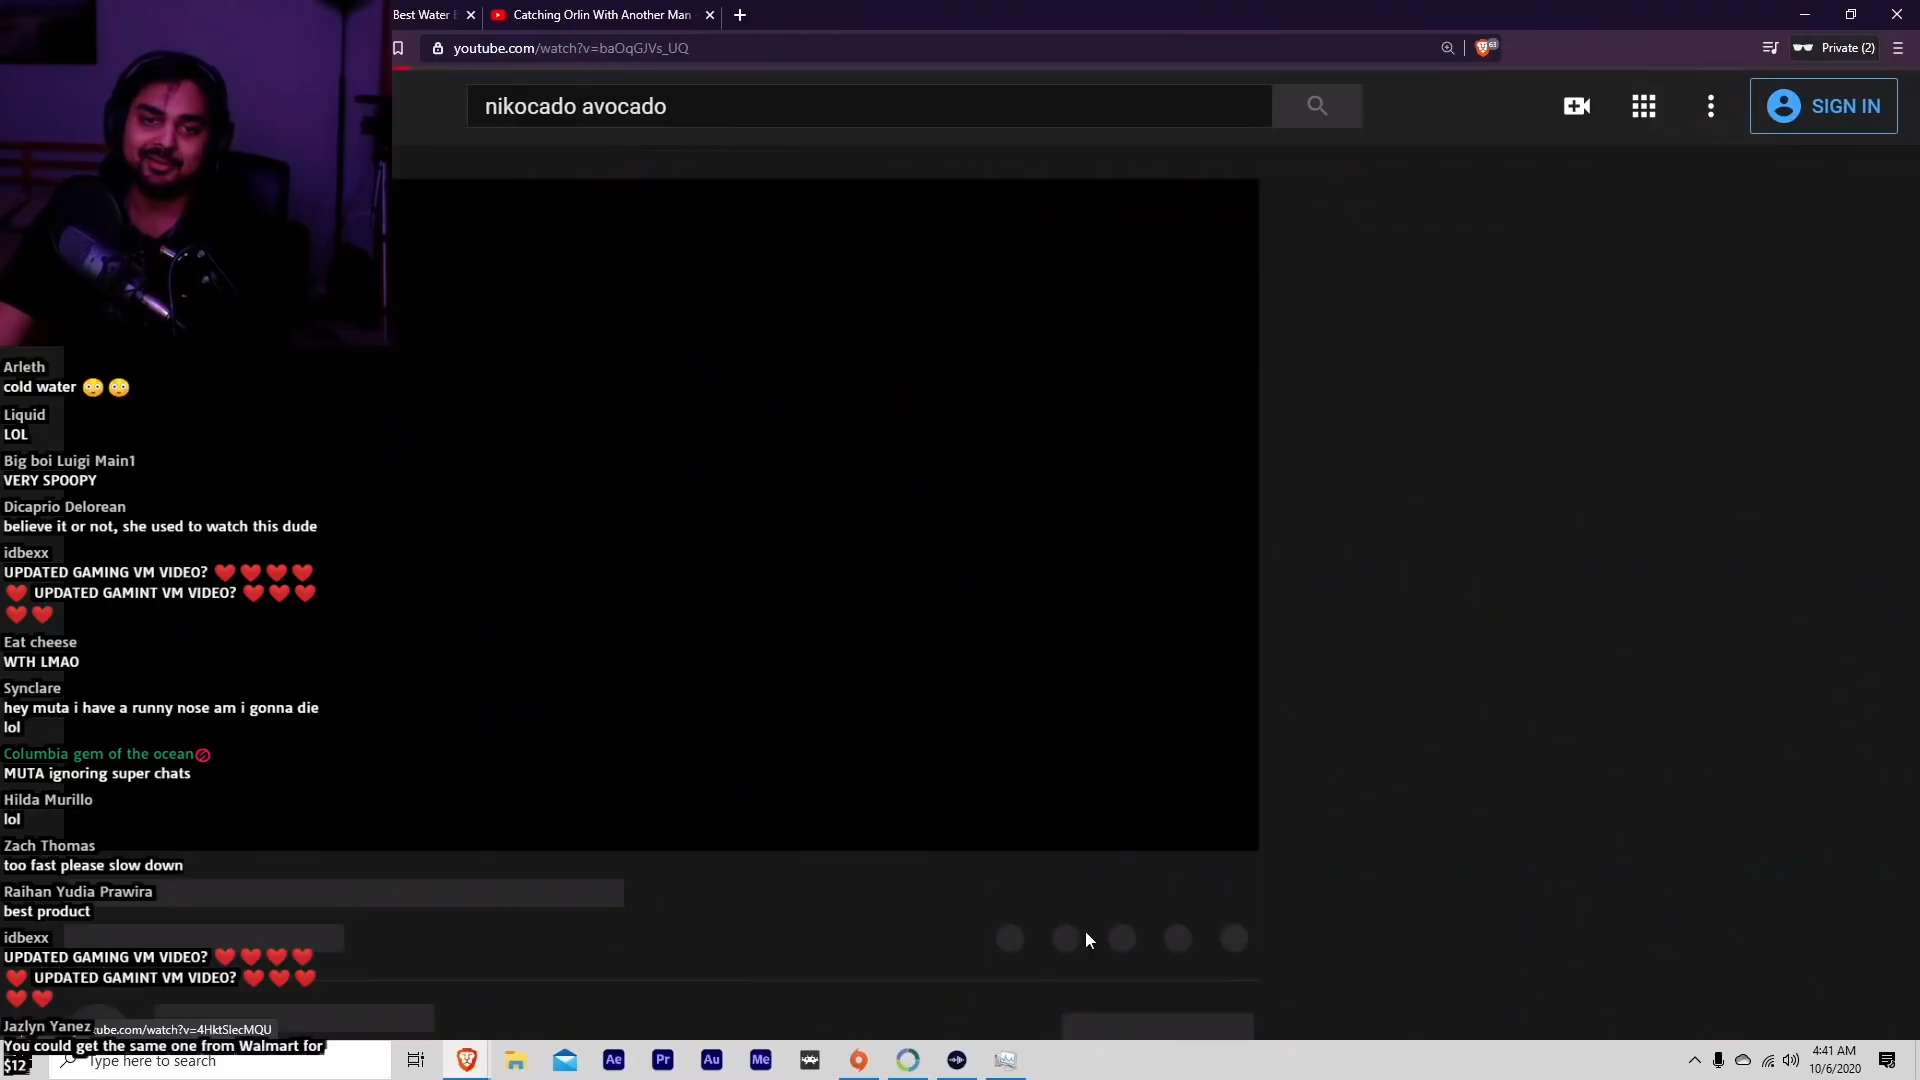 Best Water
Catching Orlin With Another Man
youtube.com/watch?v=baOqGJVs_UQ
63
Private (2)
nikocado avocado
SIGN IN
Arleth
cold water 😳😳
Liquid
LOL
Big boi Luigi Main1
VERY SPOOPY
Dicaprio Delorean
believe it or not, she used to watch this dude
idbexx
UPDATED GAMING VM VIDEO? ❤❤❤❤
❤ UPDATED GAMINT VM VIDEO? ❤❤❤
❤❤
Eat cheese
WTH LMAO
Synclare
hey muta i have a runny nose am i gonna die
lol
Columbia gem of the ocean
MUTA ignoring super chats
Hilda Murillo
lol
Zach Thomas
too fast please slow down
Raihan Yudia Prawira
best product
idbexx
UPDATED GAMING VM VIDEO? ❤❤❤❤
❤ UPDATED GAMINT VM VIDEO? ❤❤❤
❤❤
Jazlyn Yanez
ube.com/watch?v=4HktSlecMQU
You could get the same one from Walmart for
$12
Type here to search
Ae
Pr
Au
Me
4:41 AM
10/6/2020